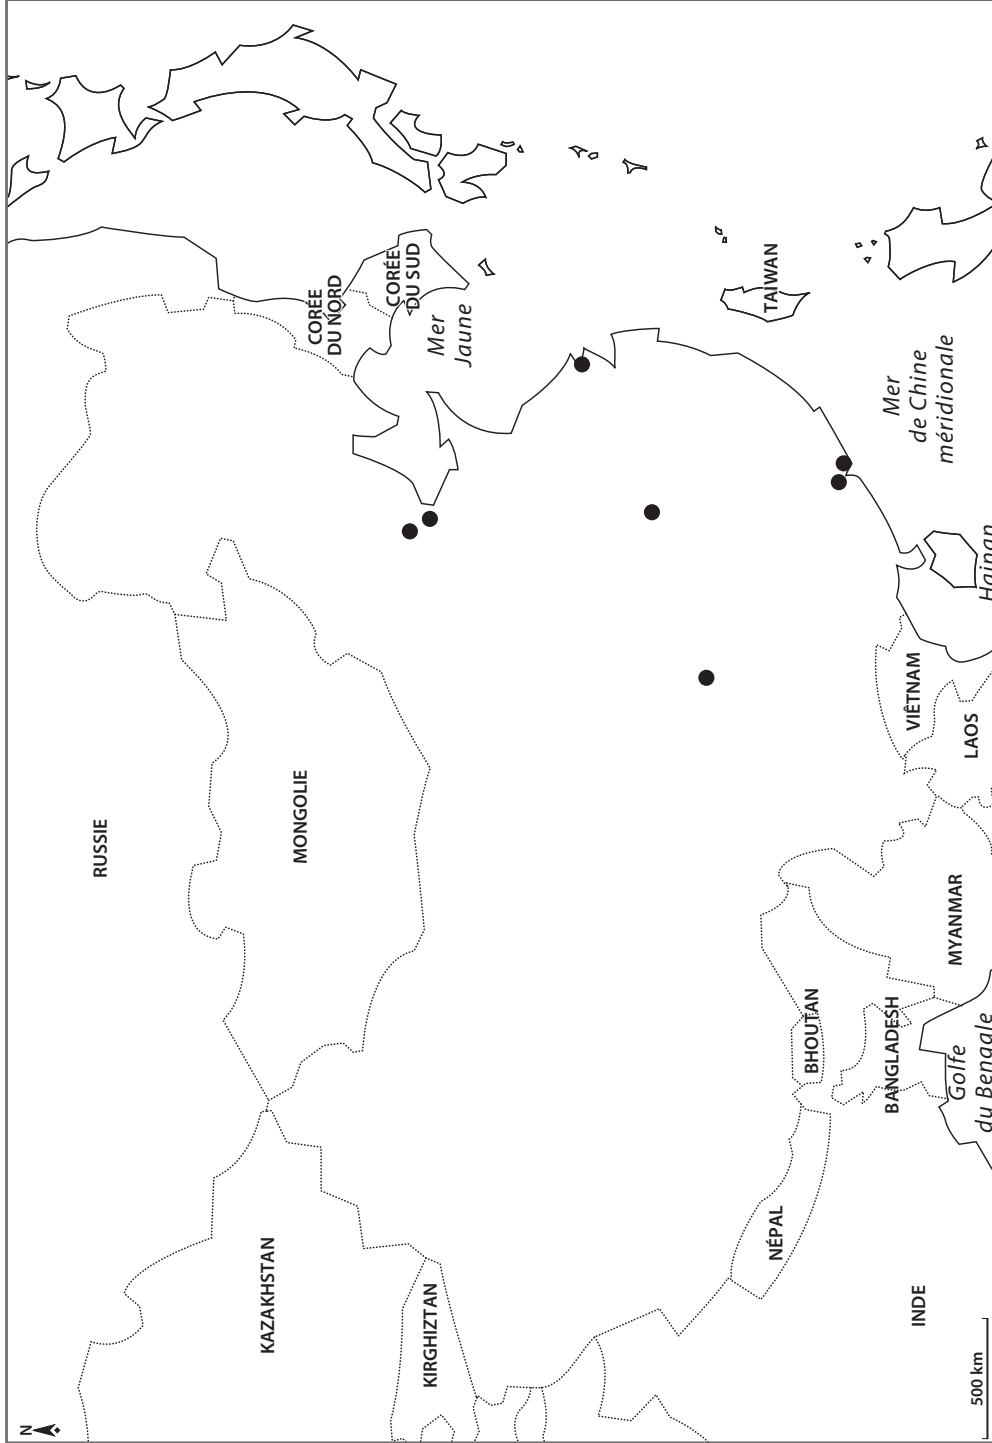 N
RUSSIE
KAZAKHSTAN
MONGOLIE
KIRGHIZTAN
CORÉE
DU NORD
CORÉE
DU SUD
Mer
Jaune
TAIWAN
NÉPAL
BHOUTAN
BANGLADESH
INDE
MYANMAR
VIÊTNAM
LAOS
Mer
de Chine
méridionale
Hainan
Golfe
du Bengale
500 km